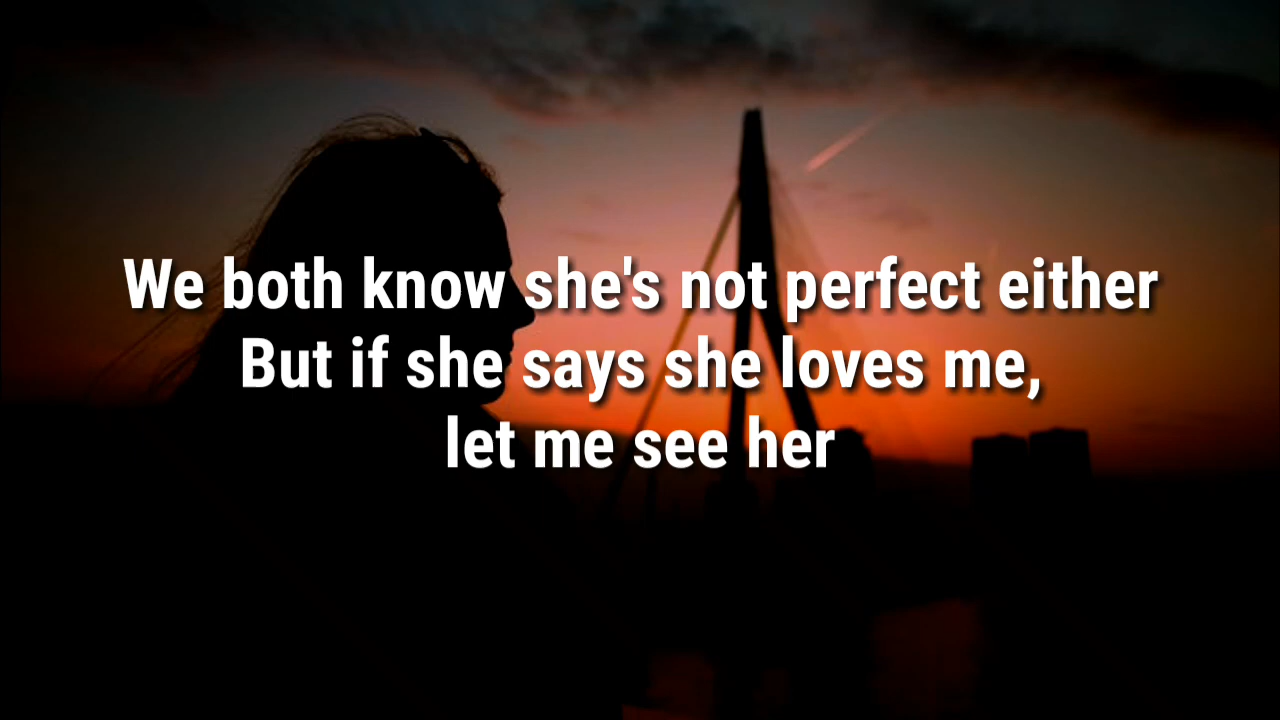 We both know she's not perfect either
But if she says she loves me,
let me see her